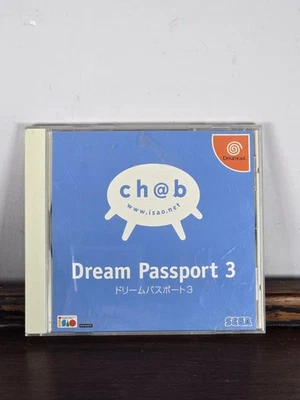 Dreamcast
ch@b
www.isao.net
Dream Passport 3
ドリームパスポート3
isao
SEGA